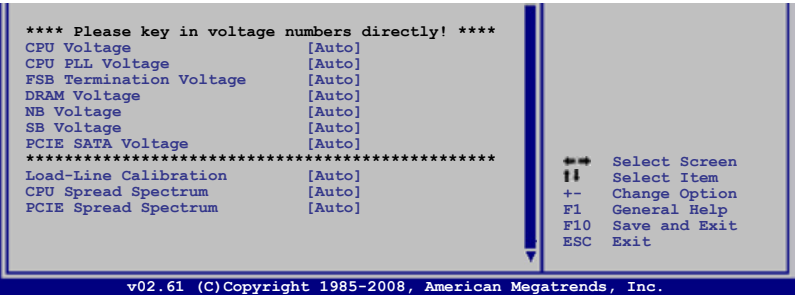 **** Please key in voltage numbers directly! ****
CPU Voltage [Auto]
CPU PLL Voltage [Auto]
FSB Termination Voltage [Auto]
DRAM Voltage [Auto]
NB Voltage [Auto]
SB Voltage [Auto]
PCIE SATA Voltage [Auto]
**************************************************
Load-Line Calibration [Auto]
CPU Spread Spectrum [Auto]
PCIE Spread Spectrum [Auto]
←→ Select Screen
↑↓ Select Item
+- Change Option
F1 General Help
F10 Save and Exit
ESC Exit
v02.61 (C)Copyright 1985-2008, American Megatrends, Inc.